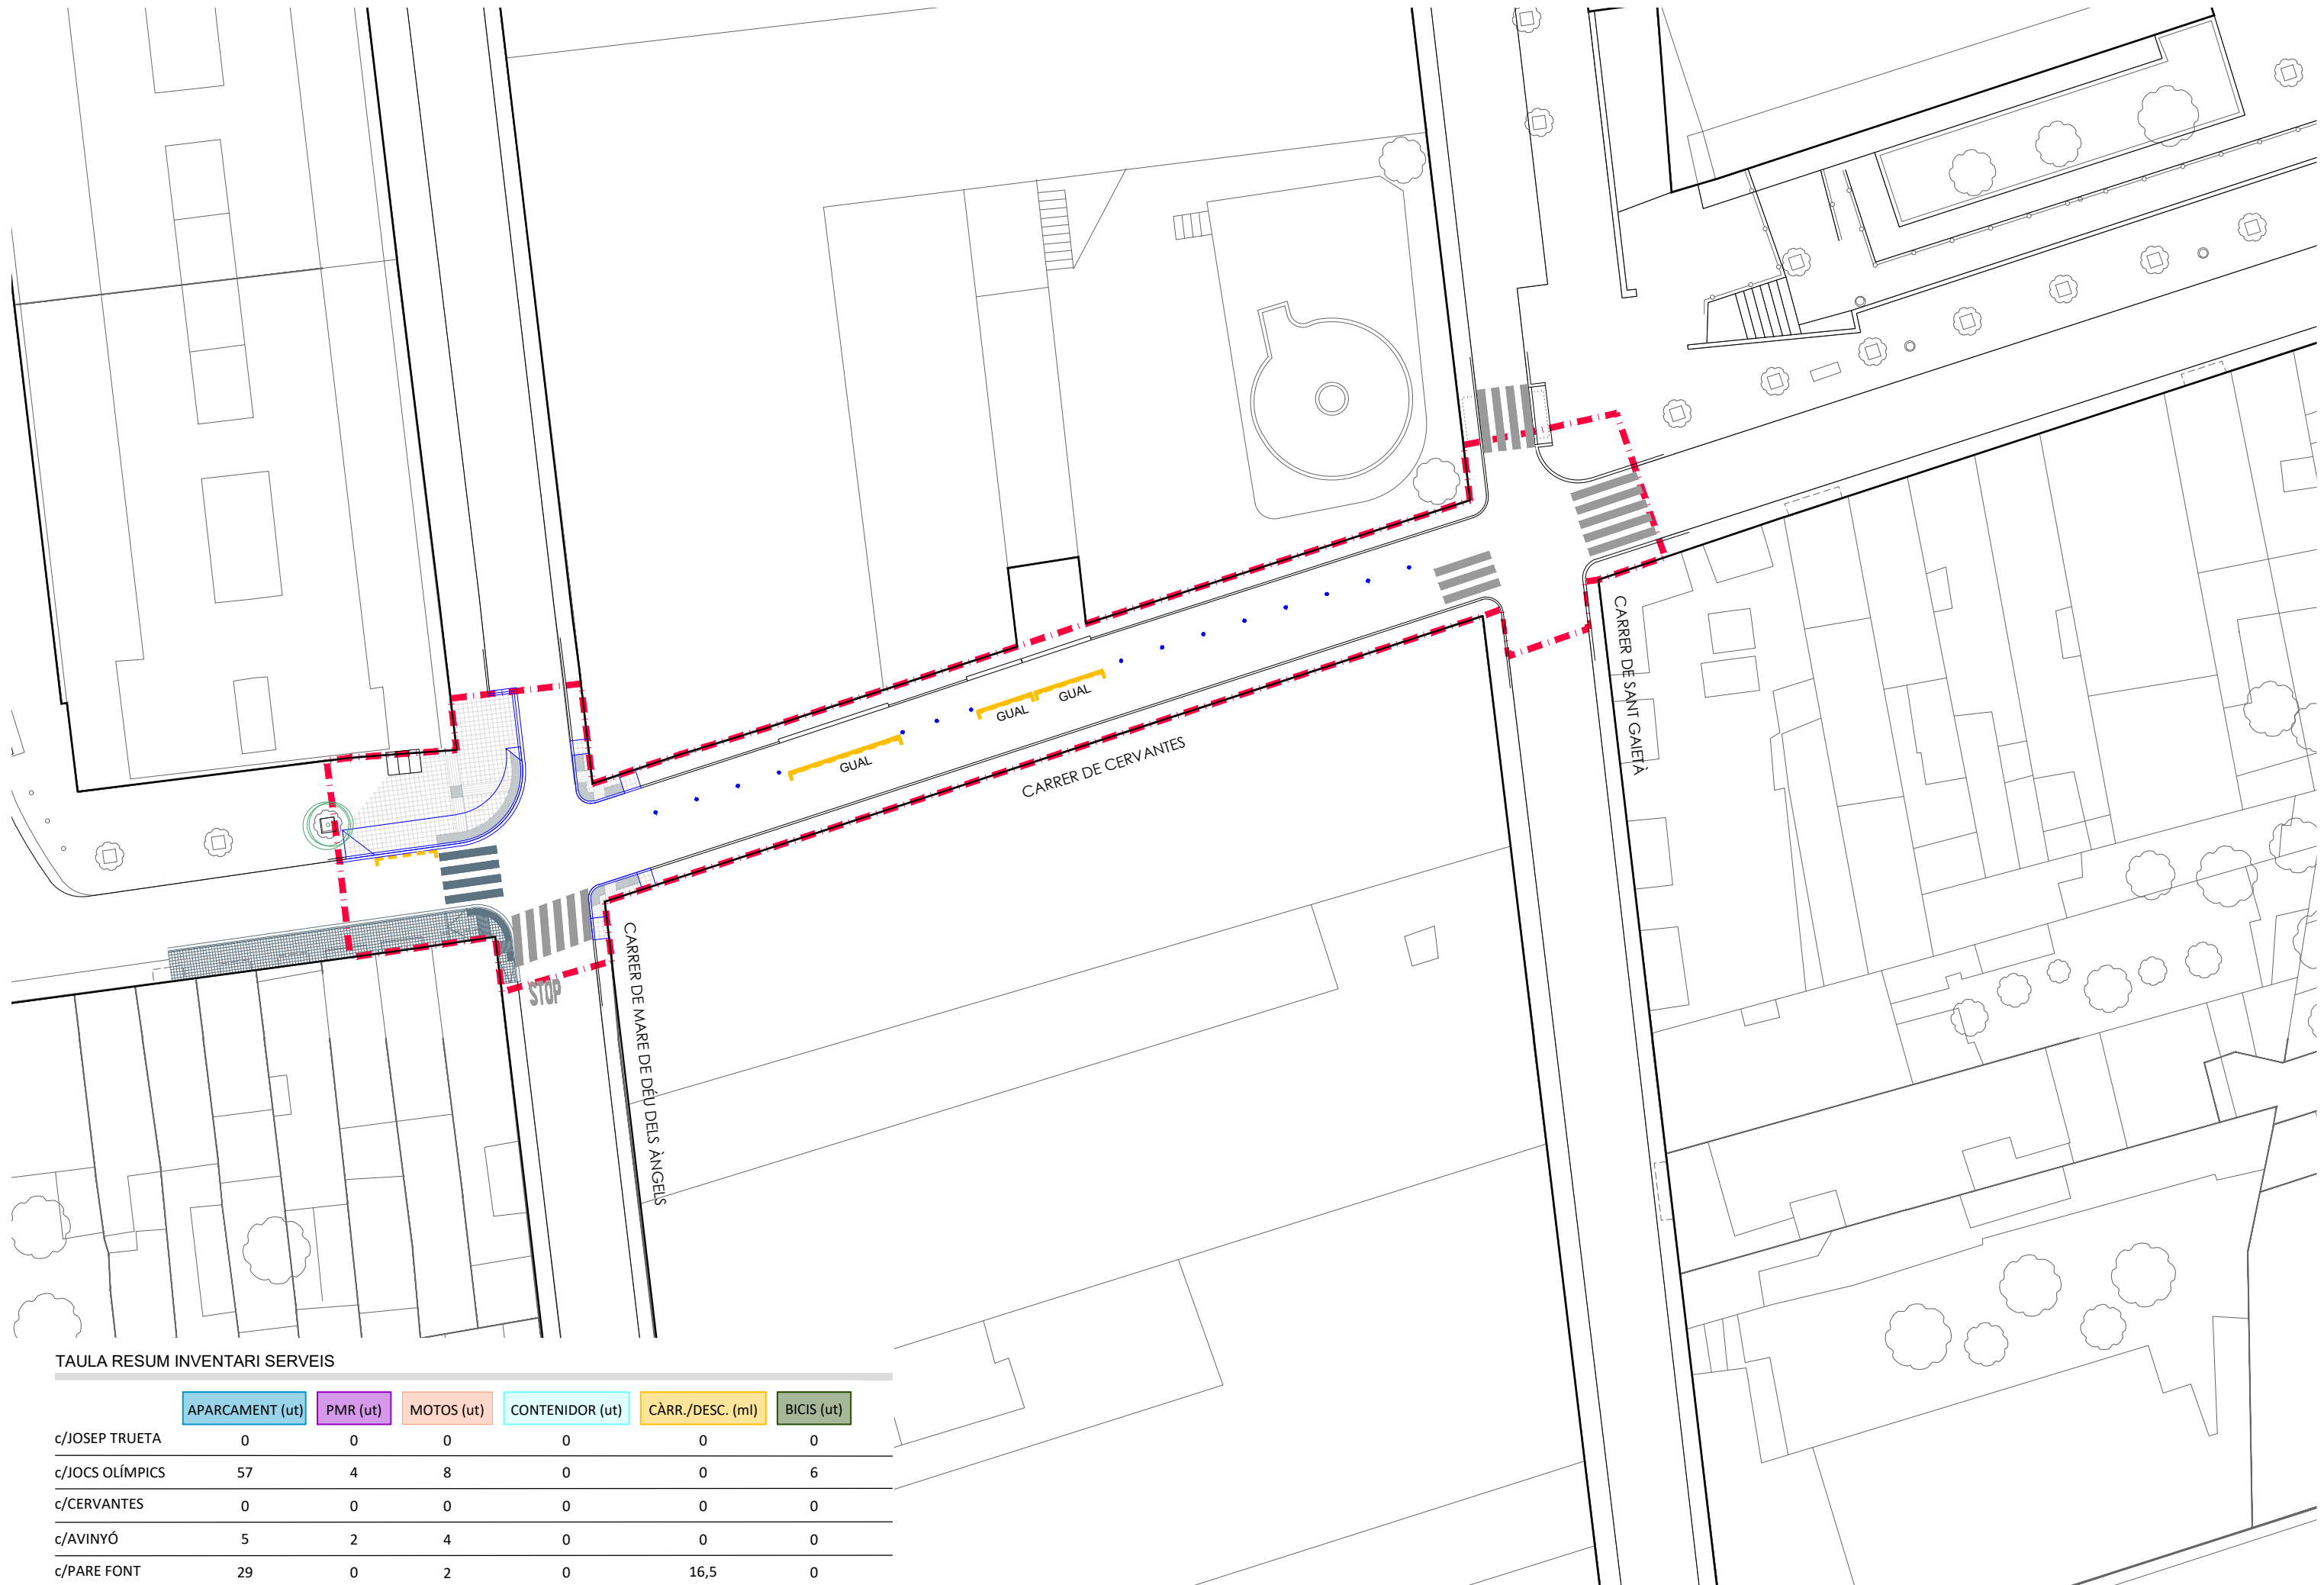 CARRER DE SANT GAIETÀ
GUAL
GUAL
GUAL
CARRER DE CERVANTES
CARRER DE MARE DE DÉU DELS ÀNGELS
STOP
TAULA RESUM INVENTARI SERVEIS
APARCAMENT (ut) PMR (ut) MOTOS (ut) CONTENIDOR (ut) CÀRR./DESC. (ml) BICIS (ut)
c/JOSEP TRUETA 0 0 0 0 0 0
c/JOCS OLÍMPICS 57 4 8 0 0 6
c/CERVANTES 0 0 0 0 0 0
c/AVINYÓ 5 2 4 0 0 0
c/PARE FONT 29 0 2 0 16,5 0